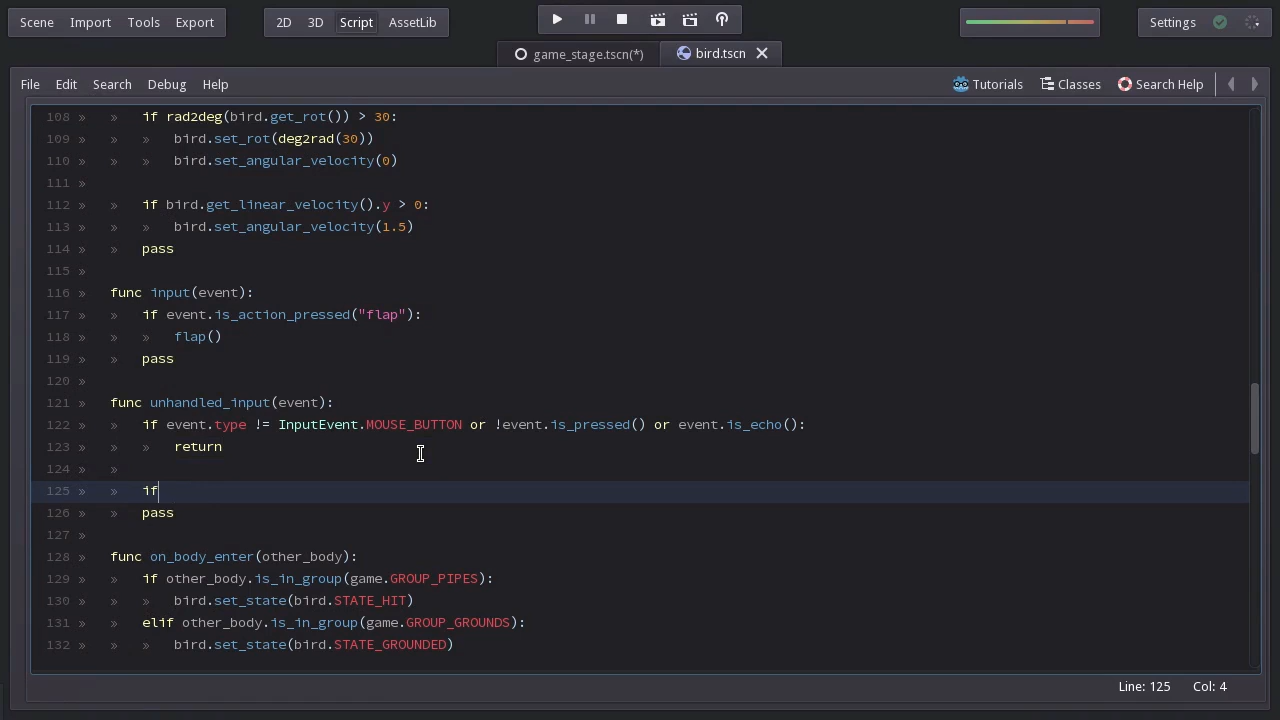 Scene Import Tools Export 2D 3D Script AssetLib Settings
game_stage.tscn(*) bird.tscn
File Edit Search Debug Help Tutorials Classes Search Help
108 » » if rad2deg(bird.get_rot()) > 30:
109 » » » bird.set_rot(deg2rad(30))
110 » » » bird.set_angular_velocity(0)
111 »
112 » » if bird.get_linear_velocity().y > 0:
113 » » » bird.set_angular_velocity(1.5)
114 » » pass
115 »
116 » func input(event):
117 » » if event.is_action_pressed("flap"):
118 » » » flap()
119 » » pass
120 »
121 » func unhandled_input(event):
122 » » if event.type != InputEvent.MOUSE_BUTTON or !event.is_pressed() or event.is_echo():
123 » » » return
124 » »
125 » » if
126 » » pass
127 »
128 » func on_body_enter(other_body):
129 » » if other_body.is_in_group(game.GROUP_PIPES):
130 » » » bird.set_state(bird.STATE_HIT)
131 » » elif other_body.is_in_group(game.GROUP_GROUNDS):
132 » » » bird.set_state(bird.STATE_GROUNDED)
Line: 125 Col: 4